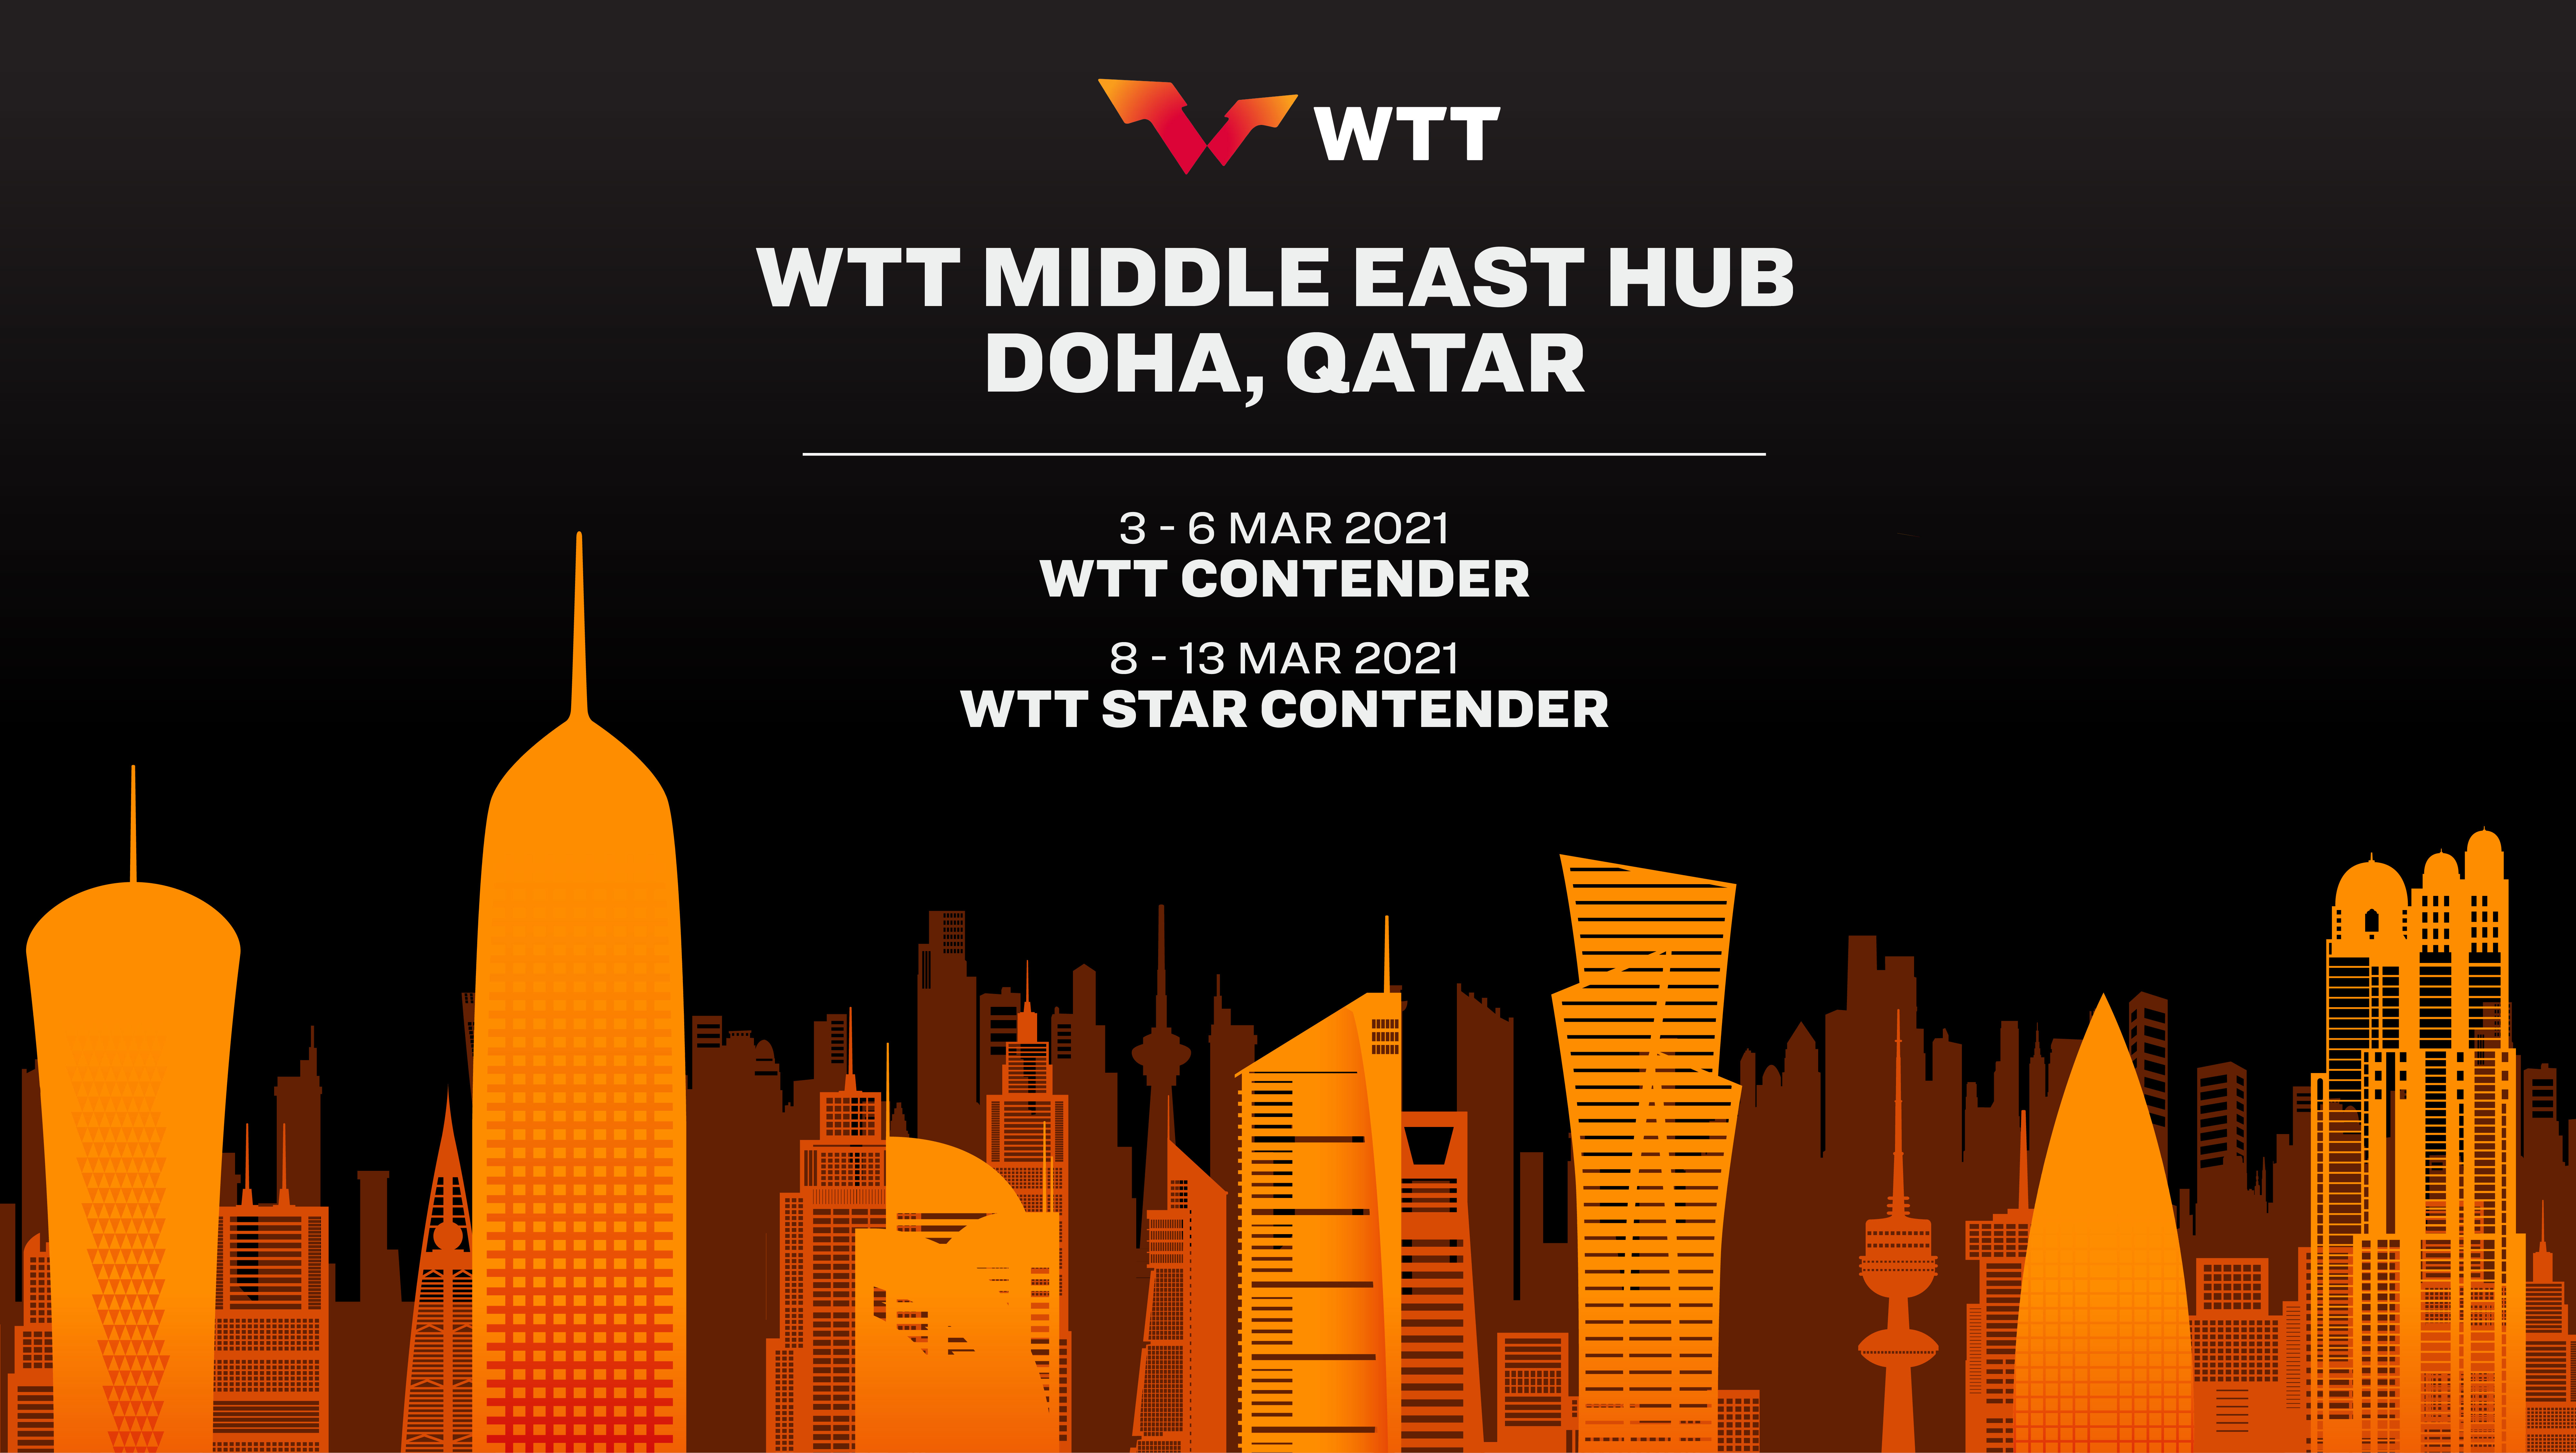 WTT
WTT MIDDLE EAST HUB
DOHA, QATAR
3 - 6 MAR 2021
WTT CONTENDER
8 - 13 MAR 2021
WTT STAR CONTENDER